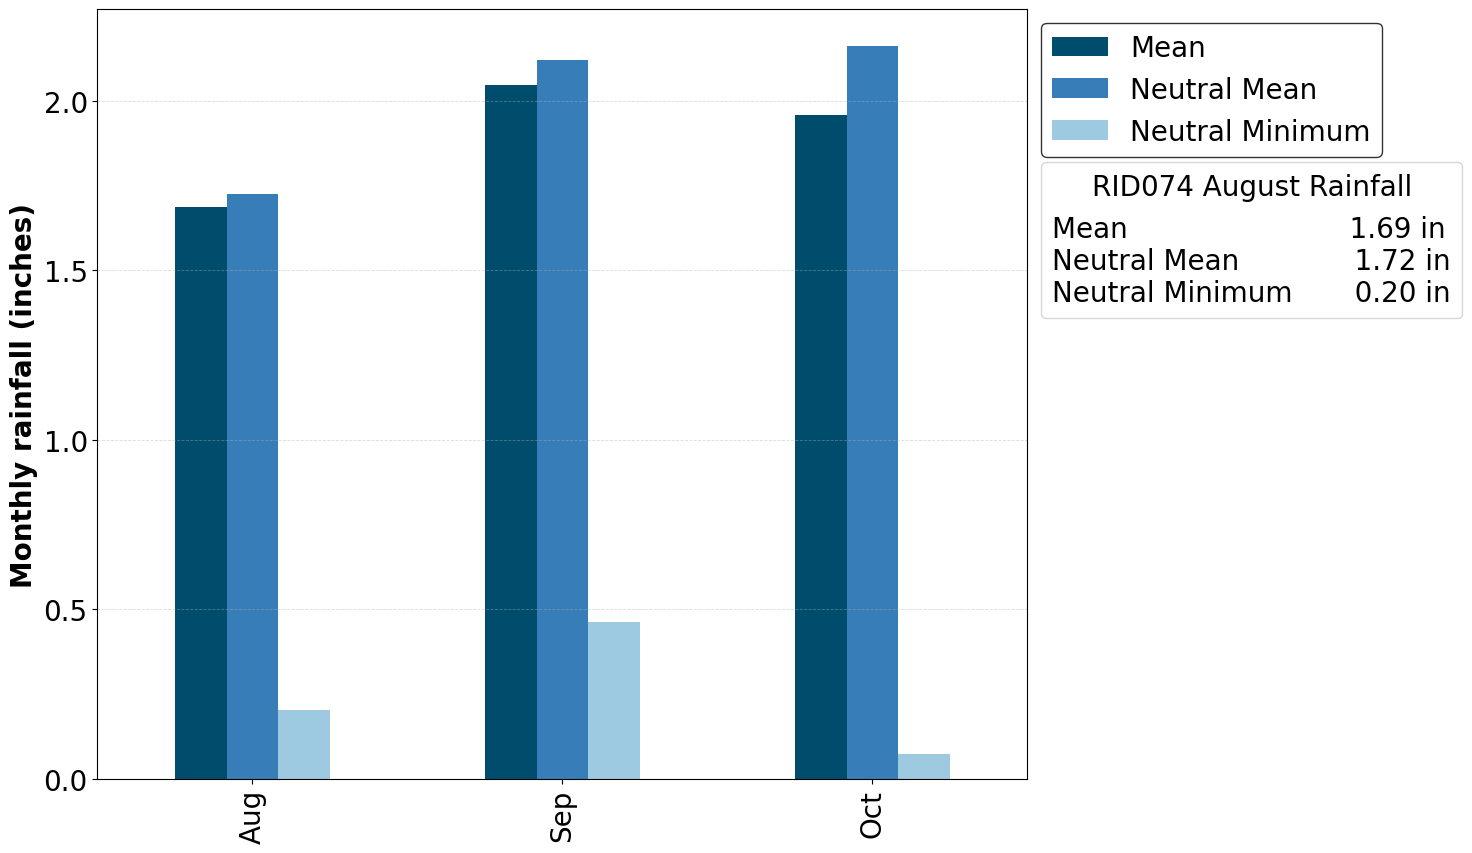 Monthly rainfall (inches)
2.0
1.5
1.0
0.5
0.0
Aug
Sep
Oct
Mean
Neutral Mean
Neutral Minimum
RID074 August Rainfall
Mean 1.69 in
Neutral Mean 1.72 in
Neutral Minimum 0.20 in